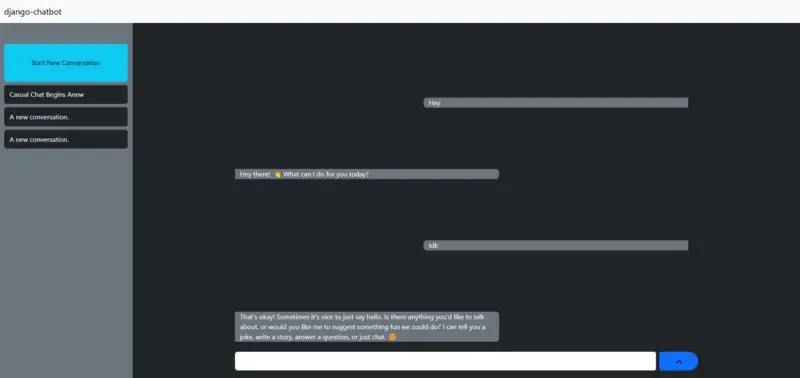 django-chatbot
Start New Conversation
Casual Chat Begins Anew
A new conversation.
A new conversation.
Hey
Hey there! 👋 What can I do for you today?
Idk
That's okay! Sometimes it's nice to just say hello. Is there anything you'd like to talk
about, or would you like me to suggest something fun we could do? I can tell you a
joke, write a story, answer a question, or just chat. 😊